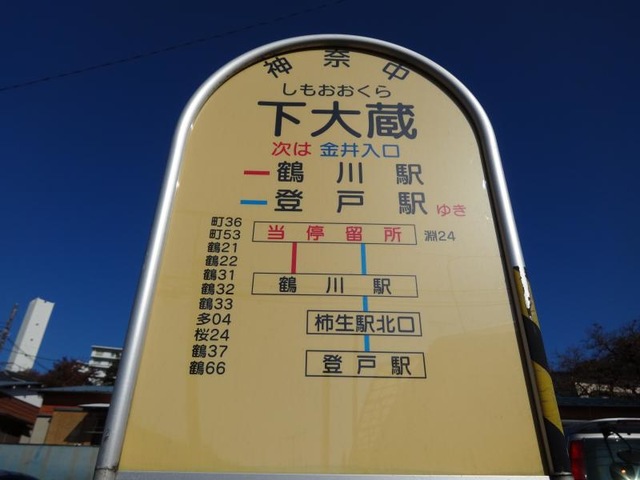 神奈中
しもおおくら
下大蔵
次は 金井入口
鶴川駅
登戸駅 ゆき
町36
町53
鶴21
鶴22
鶴31
鶴32
鶴33
多04
桜24
鶴37
鶴66
当停留所 淵24
鶴川駅
柿生駅北口
登戸駅